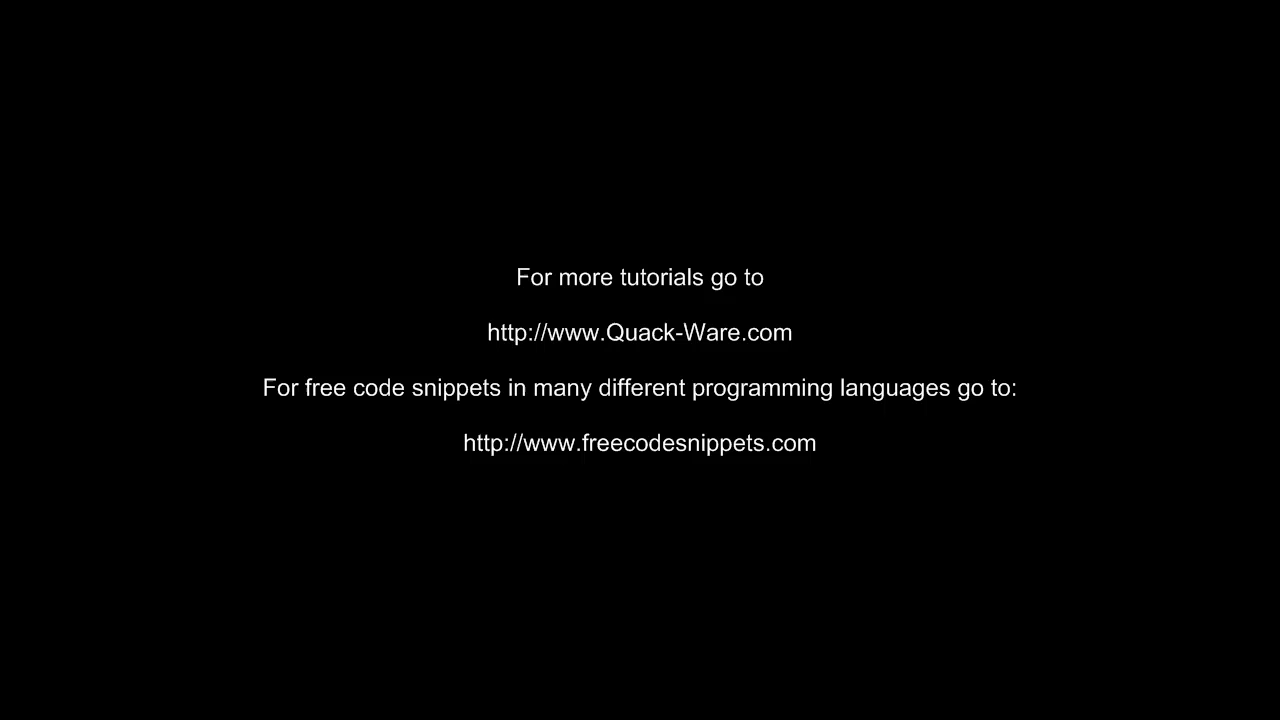 For more tutorials go to
http://www.Quack-Ware.com
For free code snippets in many different programming languages go to:
http://www.freecodesnippets.com